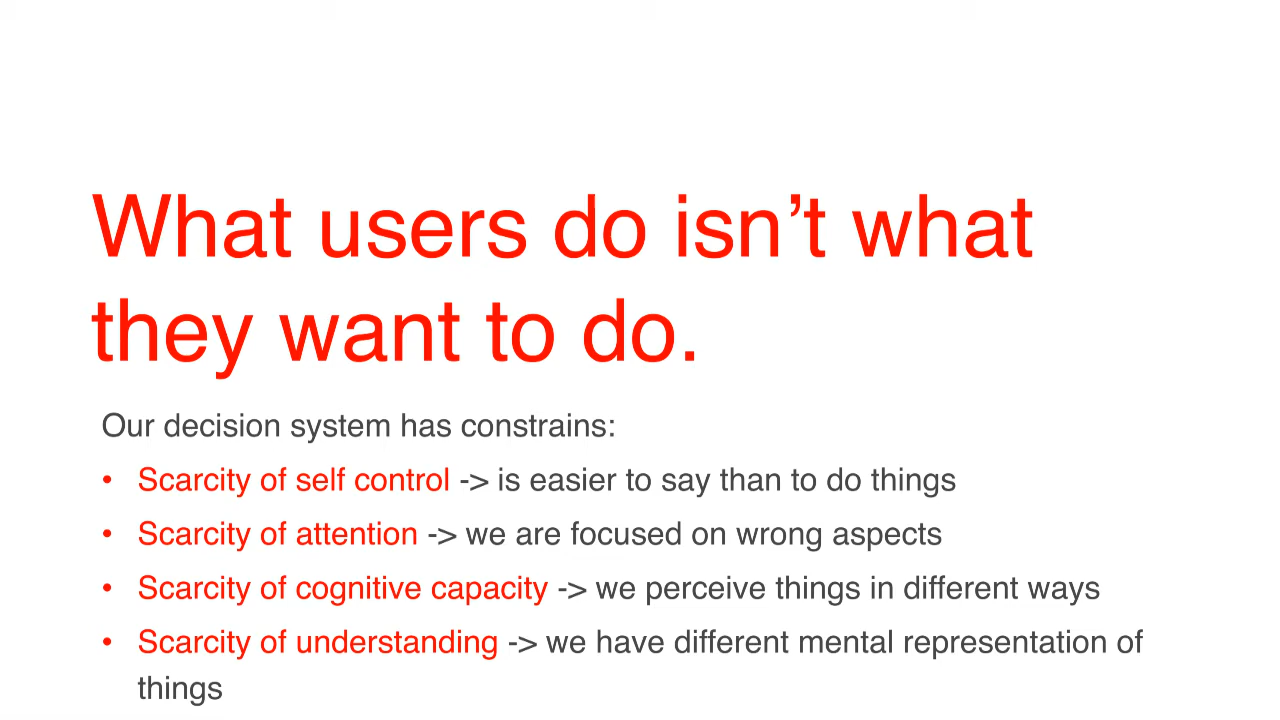 What users do isn’t what
they want to do.
Our decision system has constrains:
• Scarcity of self control -> is easier to say than to do things
• Scarcity of attention -> we are focused on wrong aspects
• Scarcity of cognitive capacity -> we perceive things in different ways
• Scarcity of understanding -> we have different mental representation of
things